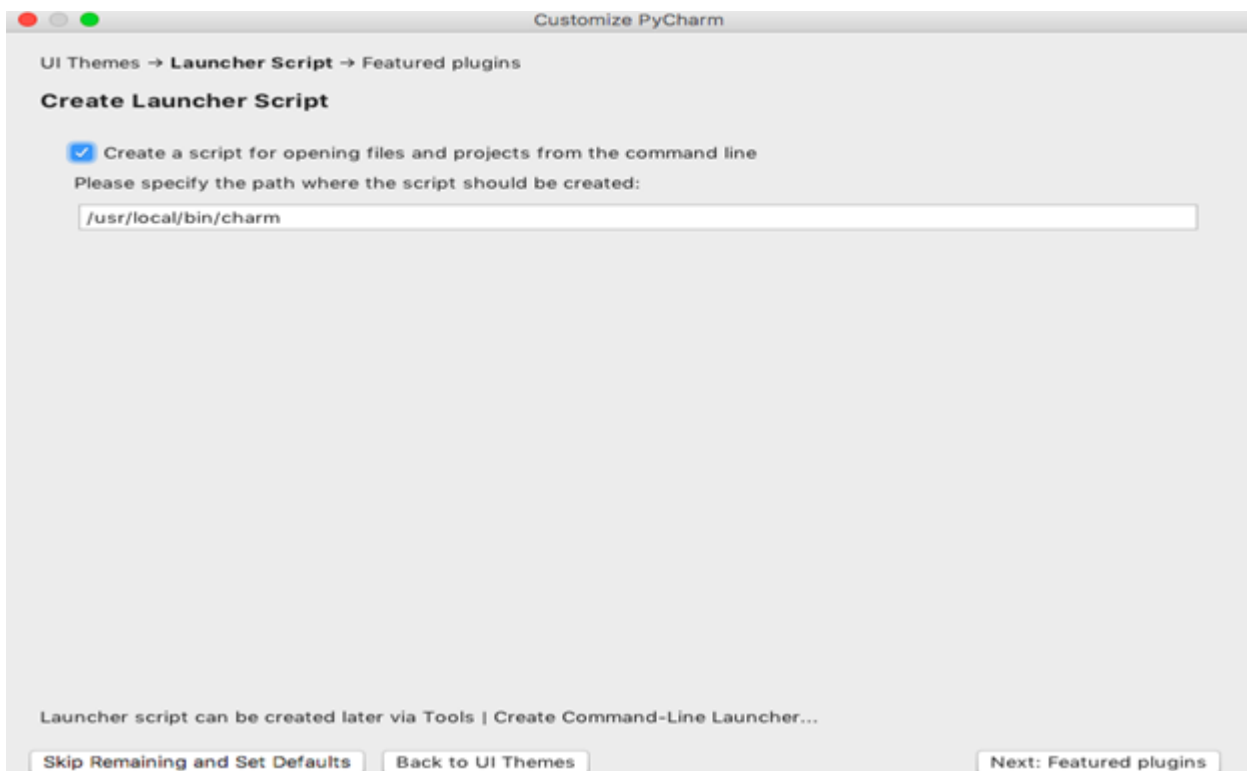 Customize PyCharm
UI Themes → Launcher Script → Featured plugins
Create Launcher Script
Create a script for opening files and projects from the command line
Please specify the path where the script should be created:
/usr/local/bin/charm
Launcher script can be created later via Tools | Create Command-Line Launcher...
Skip Remaining and Set Defaults Back to UI Themes Next: Featured plugins